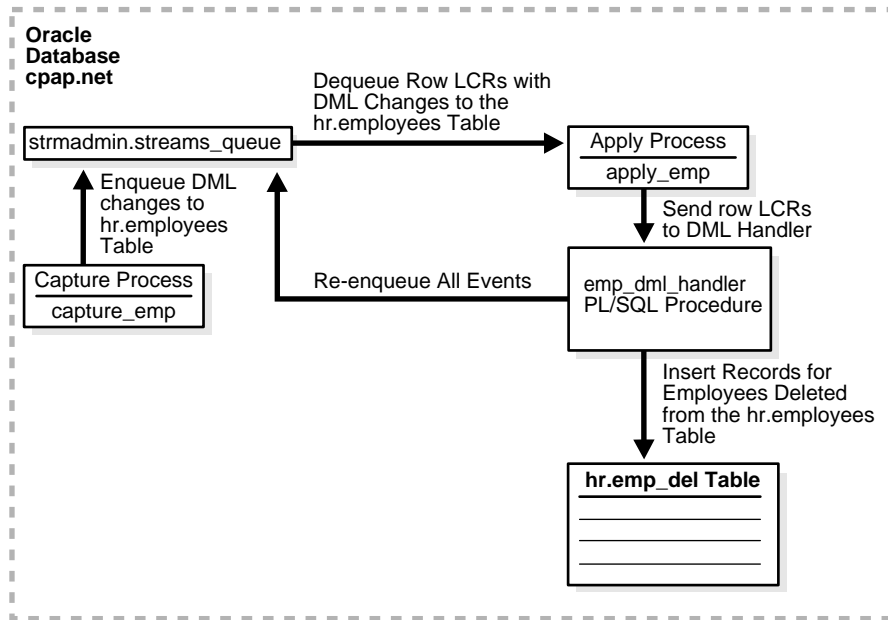 Oracle
Database
cpap.net
Dequeue Row LCRs with
DML Changes to the
hr.employees Table
strmadmin.streams_queue
Apply Process
apply_emp
Enqueue DML
changes to
hr.employees
Table
Send row LCRs
to DML Handler
Capture Process
capture_emp
Re-enqueue All Events
emp_dml_handler
PL/SQL Procedure
Insert Records for
Employees Deleted
from the hr.employees
Table
hr.emp_del Table